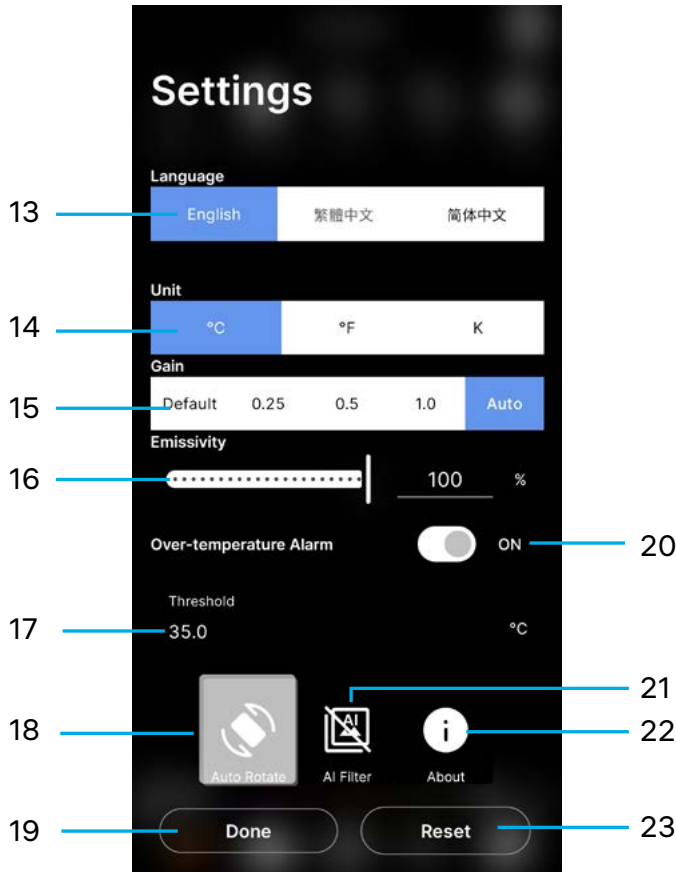 Settings
Language
13 English 繁體中文 简体中文
Unit
14 °C °F K
Gain
15 Default 0.25 0.5 1.0 Auto
Emissivity
16 100 %
Over-temperature Alarm ON 20
Threshold
17 35.0 °C
21
18 AI 22
Auto Rotate AI Filter About
19 Done Reset 23